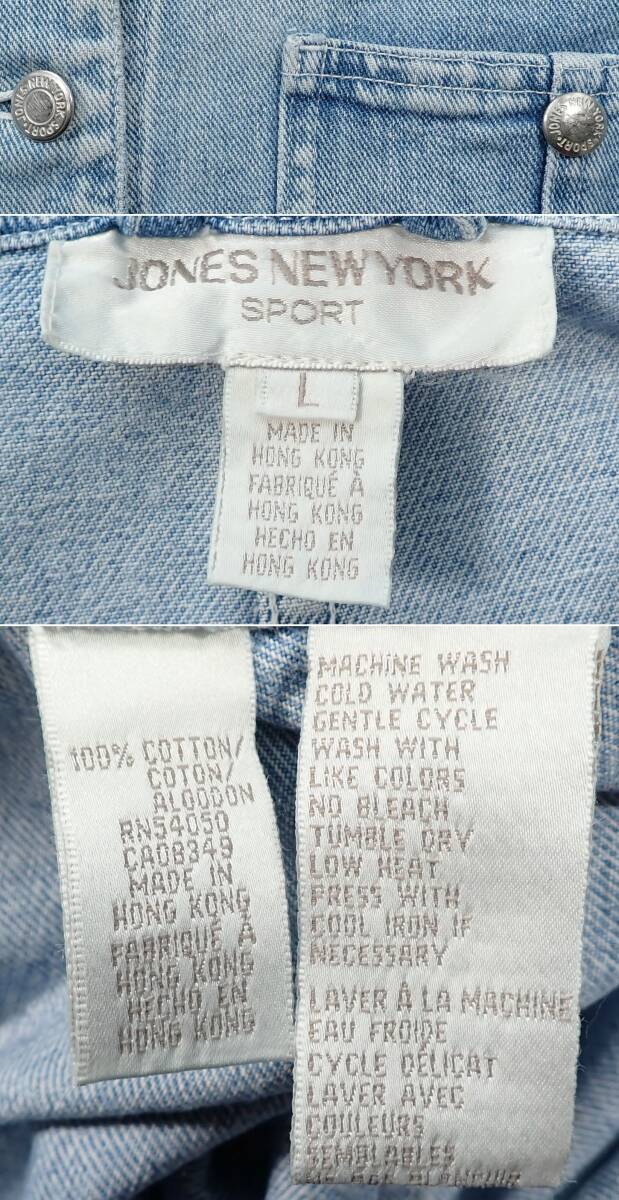 JONES NEW YORK SPORT
JONES NEW YORK SPORT
JONES NEW YORK
SPORT
L
MADE IN
HONG KONG
FABRIQUÉ À
HONG KONG
HECHO EN
HONG KONG
100% COTTON/
COTON/
ALGODON
RN54050
CA08349
MADE IN
HONG KONG
FABRIQUÉ À
HONG KONG
HECHO EN
HONG KONG
MACHINE WASH
COLD WATER
GENTLE CYCLE
WASH WITH
LIKE COLORS
NO BLEACH
TUMBLE DRY
LOW HEAT
PRESS WITH
COOL IRON IF
NECESSARY
LAVER À LA MACHINE
EAU FROIDE
CYCLE DÉLICAT
LAVER AVEC
COULEURS
SEMBLABLES
NE PAS BLANCHIR